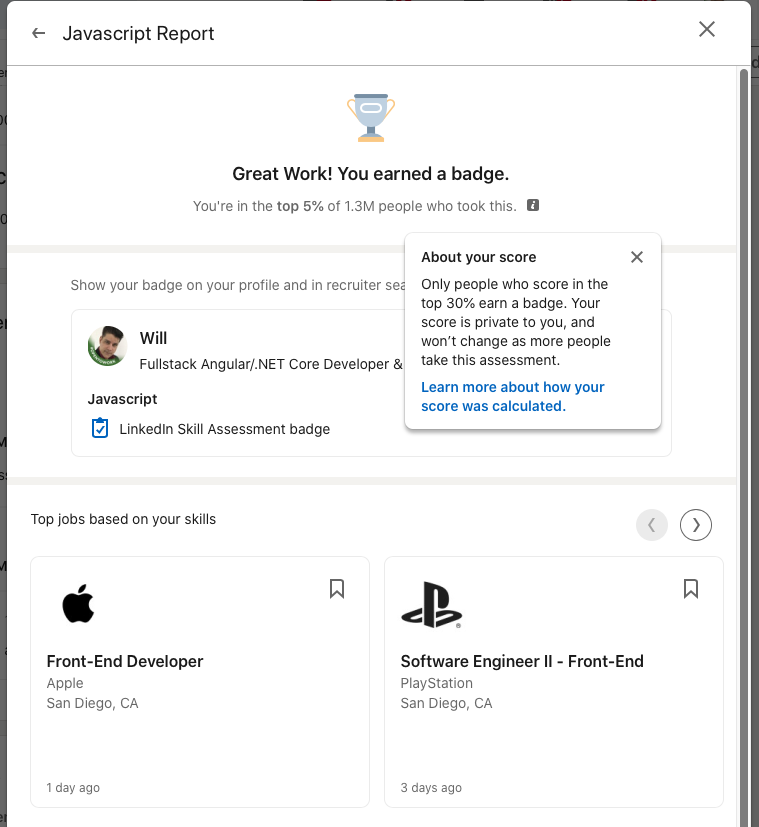 Javascript Report
Great Work! You earned a badge.
You're in the top 5% of 1.3M people who took this.
About your score
Only people who score in the
top 30% earn a badge. Your
score is private to you, and
won't change as more people
take this assessment.
Learn more about how your
score was calculated.
Show your badge on your profile and in recruiter
Will
Fullstack Angular/.NET Core Developer &
Javascript
LinkedIn Skill Assessment badge
Top jobs based on your skills
Front-End Developer
Apple
San Diego, CA
1 day ago
Software Engineer II - Front-End
PlayStation
San Diego, CA
3 days ago